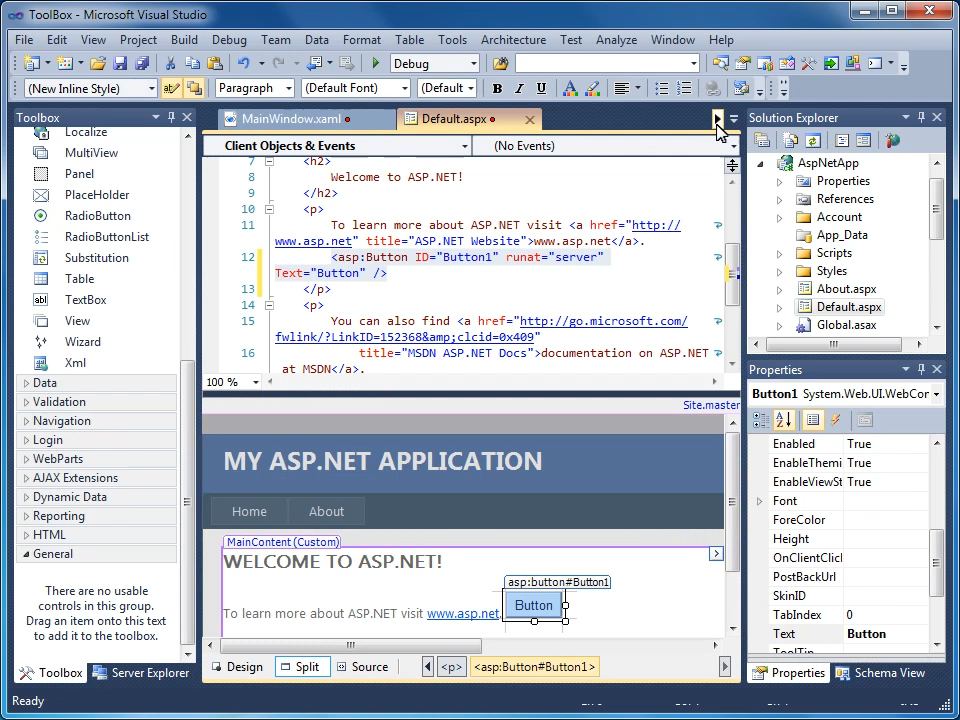 ToolBox - Microsoft Visual Studio
File Edit View Project Build Debug Team Data Format Table Tools Architecture Test Analyze Window Help
Debug
(New Inline Style) Paragraph (Default Font) (Default B I U A
Toolbox
Localize
MultiView
Panel
PlaceHolder
RadioButton
RadioButtonList
Substitution
Table
TextBox
View
Wizard
Xml
Data
Validation
Navigation
Login
WebParts
AJAX Extensions
Dynamic Data
Reporting
HTML
General
There are no usable
controls in this group.
Drag an item onto this text
to add it to the toolbox.
Toolbox Server Explorer
MainWindow.xaml Default.aspx
Client Objects & Events (No Events)
7 <h2>
8 Welcome to ASP.NET!
9 </h2>
10 <p>
11 To learn more about ASP.NET visit <a href="http://
www.asp.net" title="ASP.NET Website">www.asp.net</a>.
12 <asp:Button ID="Button1" runat="server"
Text="Button" />
13 </p>
14 <p>
15 You can also find <a href="http://go.microsoft.com/
fwlink/?LinkID=152368&amp;clcid=0x409"
16 title="MSDN ASP.NET Docs">documentation on ASP.NET
at MSDN</a>.
100 %
Site.master
MY ASP.NET APPLICATION
Home About
MainContent (Custom)
WELCOME TO ASP.NET!
asp:button#Button1
To learn more about ASP.NET visit www.asp.net. Button
Design Split Source <p> <asp:Button#Button1>
Solution Explorer
AspNetApp
Properties
References
Account
App_Data
Scripts
Styles
About.aspx
Default.aspx
Global.asax
Properties
Button1 System.Web.UI.WebCor
Enabled True
EnableThemi True
EnableViewSt True
Font
ForeColor
Height
OnClientClic
PostBackUrl
SkinID
TabIndex 0
Text Button
ToolTip
Properties Schema View
Ready